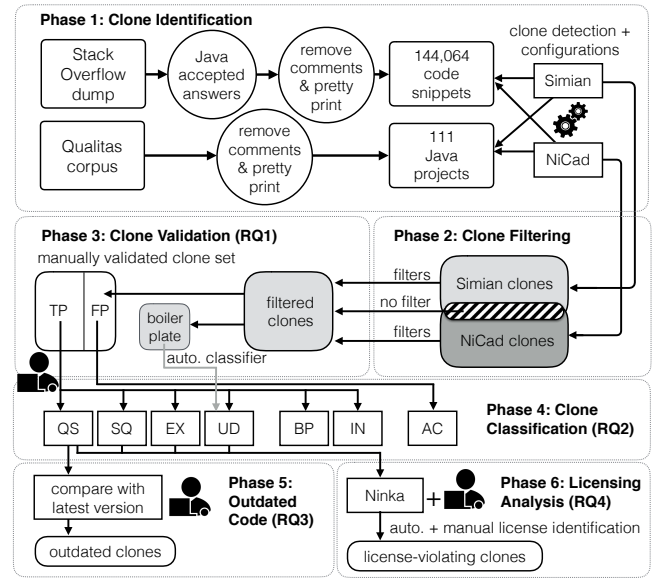 Phase 1: Clone Identification
Stack
Overflow
dump
Java
accepted
answers
remove
comments
& pretty
print
144,064
code
snippets
clone detection +
configurations
Simian
Qualitas
corpus
remove
comments
& pretty
print
111
Java
projects
NiCad
Phase 3: Clone Validation (RQ1)
manually validated clone set
TP
FP
boiler
plate
filtered
clones
auto. classifier
Phase 2: Clone Filtering
filters
no filter
filters
Simian clones
NiCad clones
QS
SQ
EX
UD
BP
IN
AC
Phase 4: Clone
Classification (RQ2)
compare with
latest version
Phase 5:
Outdated
Code (RQ3)
outdated clones
Ninka
+
Phase 6: Licensing
Analysis (RQ4)
auto. + manual license identification
license-violating clones